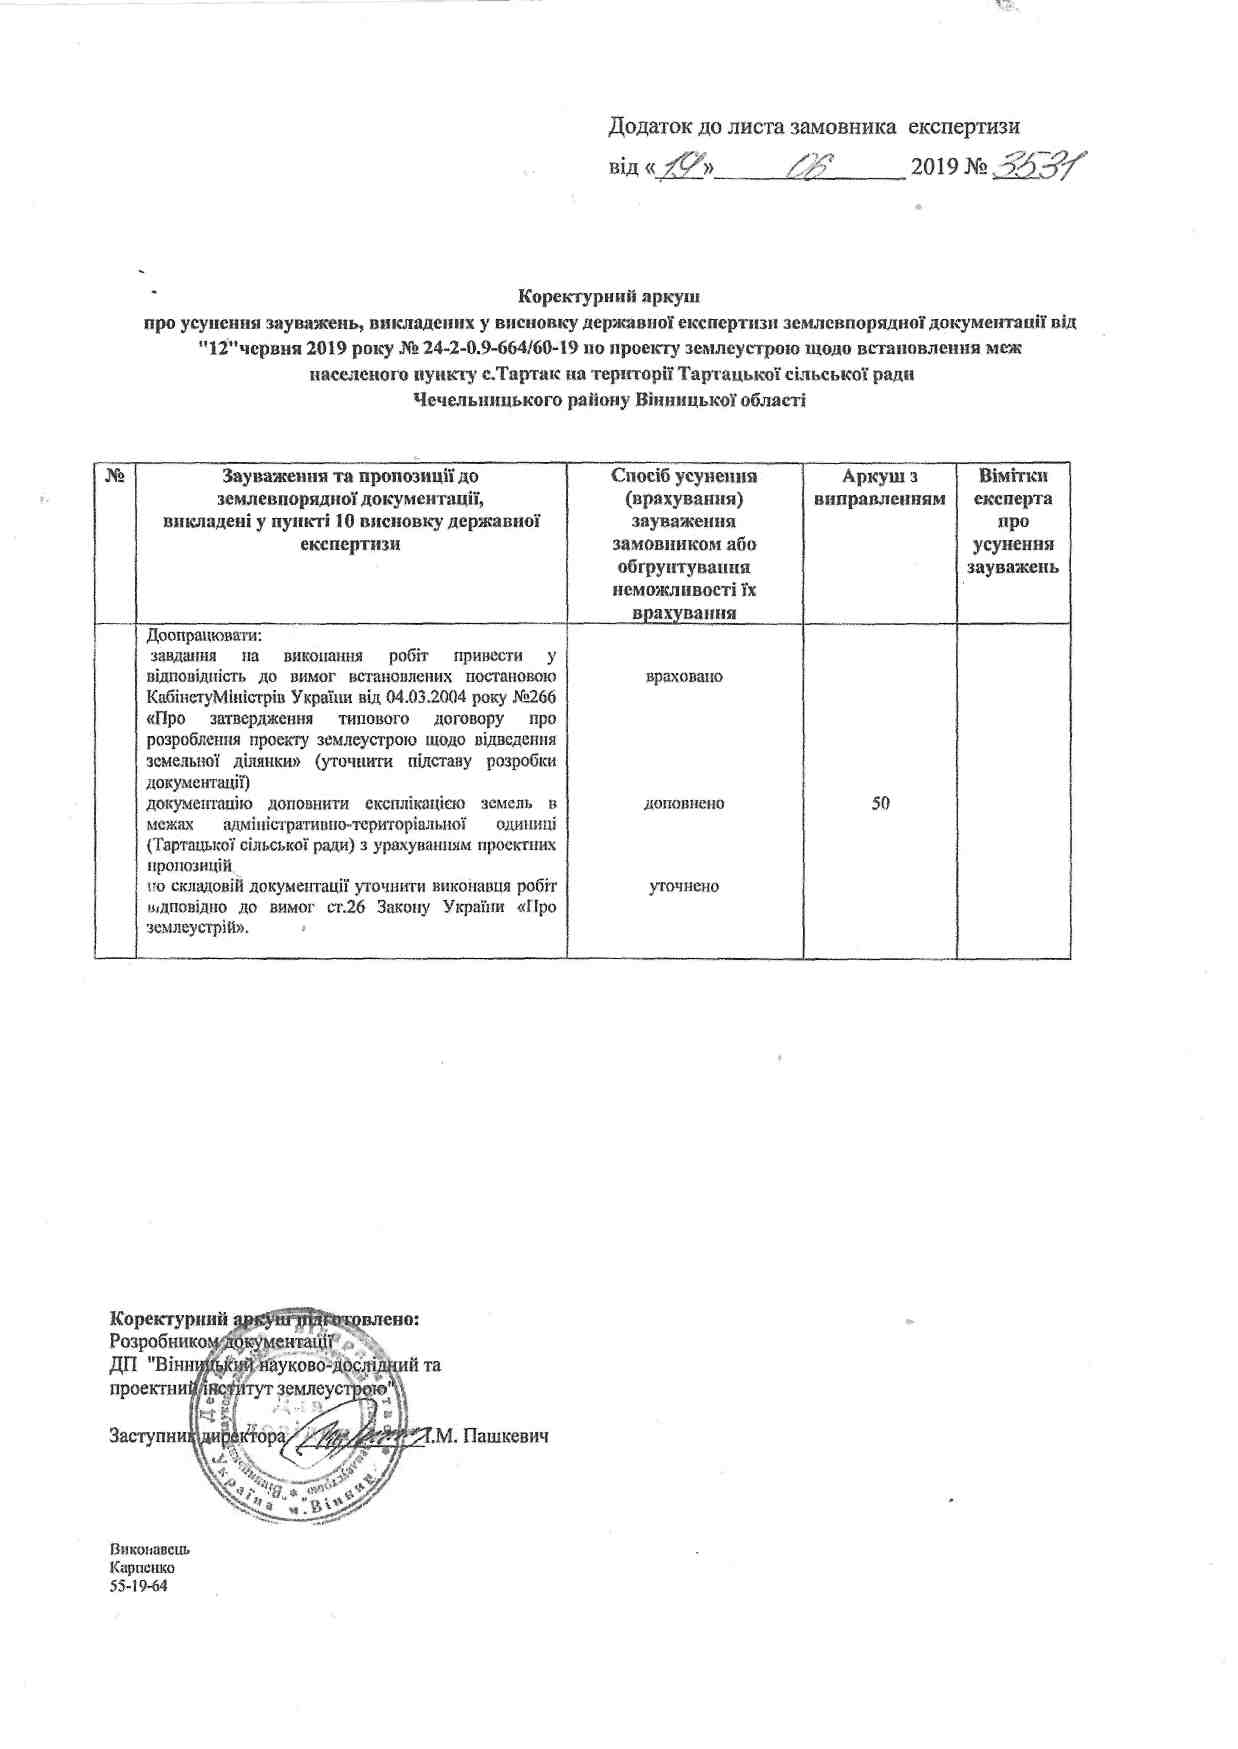 Додаток до листа замовника експертизи
від «19» 06 2019 № 3531
Коректурний аркуш
про усунення зауважень, викладених у висновку державної експертизи землевпорядної документації від
"12"червня 2019 року № 24-2-0.9-664/60-19 по проекту землеустрою щодо встановлення меж
населеного пункту с.Тартак на території Тартацької сільської ради
Чечельницького району Вінницької області
№
Зауваження та пропозиції до
землевпорядної документації,
викладені у пункті 10 висновку державної
експертизи
Спосіб усунення
(врахування)
зауваження
замовником або
обгрунтування
неможливості їх
врахування
Аркуш з
виправленням
Вімітки
експерта
про
усунення
зауважень
Доопрацювати:
завдання на виконання робіт привести у
відповідність до вимог встановлених постановою
КабінетуМіністрів України від 04.03.2004 року №266
«Про затвердження типового договору про
розроблення проекту землеустрою щодо відведення
земельної ділянки» (уточнити підставу розробки
документації)
враховано
документацію доповнити експлікацією земель в
межах адміністративно-територіальної одиниці
(Тартацької сільської ради) з урахуванням проектних
пропозицій
доповнено
50
по складовій документації уточнити виконавця робіт
відповідно до вимог ст.26 Закону України «Про
землеустрій».
уточнено
Коректурний аркуш підготовлено:
Розробником документації
ДП "Вінницький науково-дослідний та
проектний інститут землеустрою"
Заступник директора І.М. Пашкевич
Для
Україна м.Вінниц
Виконавець
Карпенко
55-19-64